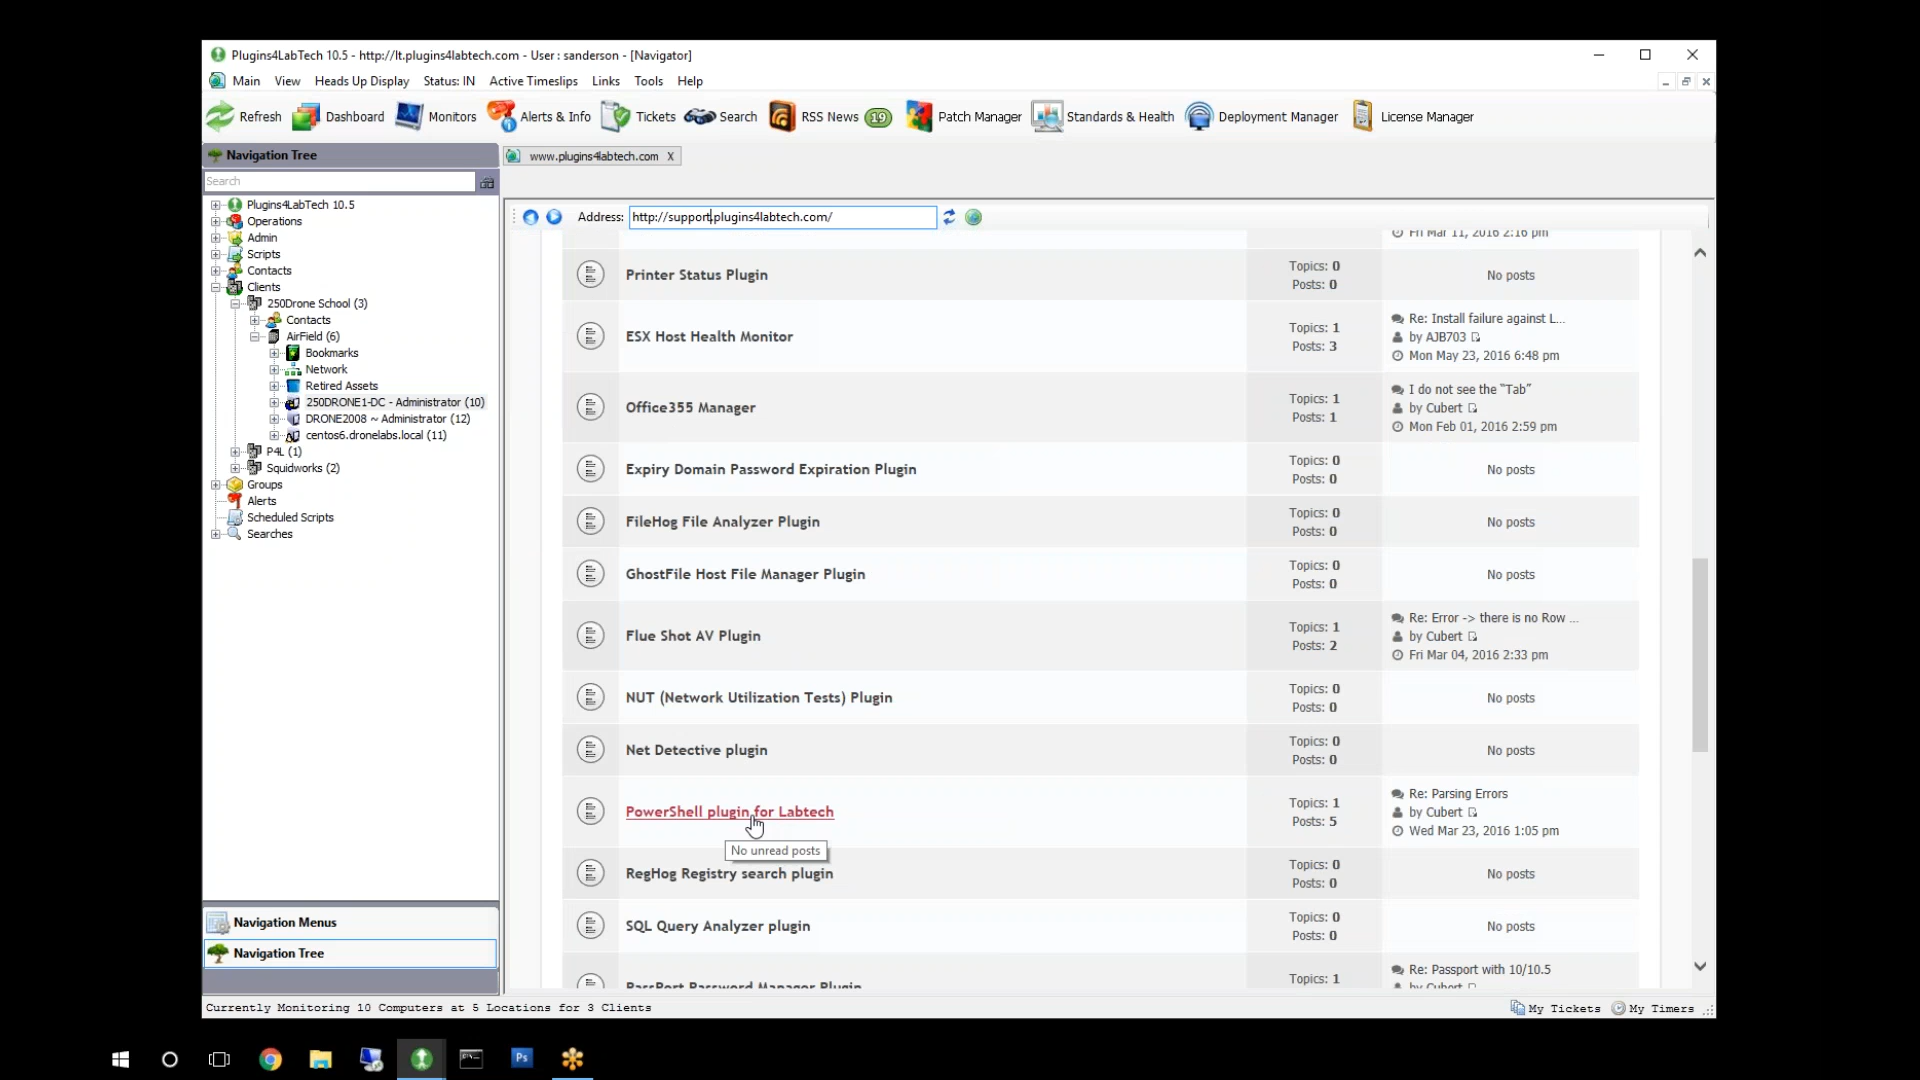 Plugins4LabTech 10.5 - http://lt.plugins4labtech.com - User : sanderson - [Navigator]
Main View Heads Up Display Status: IN Active Timeslips Links Tools Help
Refresh Dashboard Monitors Alerts & Info Tickets Search RSS News 19 Patch Manager Standards & Health Deployment Manager License Manager
Navigation Tree
www.plugins4labtech.com X
Search
Address: http://support.plugins4labtech.com/
Plugins4LabTech 10.5
Operations
Admin
Scripts
Contacts
Clients
250Drone School (3)
Contacts
AirField (6)
Bookmarks
Network
Retired Assets
250DRONE1-DC - Administrator (10)
DRONE2008 ~ Administrator (12)
centos6.dronelabs.local (11)
P4L (1)
Squidworks (2)
Groups
Alerts
Scheduled Scripts
Searches
Navigation Menus
Navigation Tree
Fri Mar 11, 2016 2:16 pm
Printer Status Plugin
Topics: 0
Posts: 0
No posts
ESX Host Health Monitor
Topics: 1
Posts: 3
Re: Install failure against L...
by AJB703
Mon May 23, 2016 6:48 pm
Office355 Manager
Topics: 1
Posts: 1
I do not see the "Tab"
by Cubert
Mon Feb 01, 2016 2:59 pm
Expiry Domain Password Expiration Plugin
Topics: 0
Posts: 0
No posts
FileHog File Analyzer Plugin
Topics: 0
Posts: 0
No posts
GhostFile Host File Manager Plugin
Topics: 0
Posts: 0
No posts
Flue Shot AV Plugin
Topics: 1
Posts: 2
Re: Error -> there is no Row ...
by Cubert
Fri Mar 04, 2016 2:33 pm
NUT (Network Utilization Tests) Plugin
Topics: 0
Posts: 0
No posts
Net Detective plugin
Topics: 0
Posts: 0
No posts
PowerShell plugin for Labtech
No unread posts
Topics: 1
Posts: 5
Re: Parsing Errors
by Cubert
Wed Mar 23, 2016 1:05 pm
RegHog Registry search plugin
Topics: 0
Posts: 0
No posts
SQL Query Analyzer plugin
Topics: 0
Posts: 0
No posts
PassPort Password Manager Plugin
Topics: 1
Re: Passport with 10/10.5
by Cubert
Currently Monitoring 10 Computers at 5 Locations for 3 Clients
My Tickets My Timers
Ps